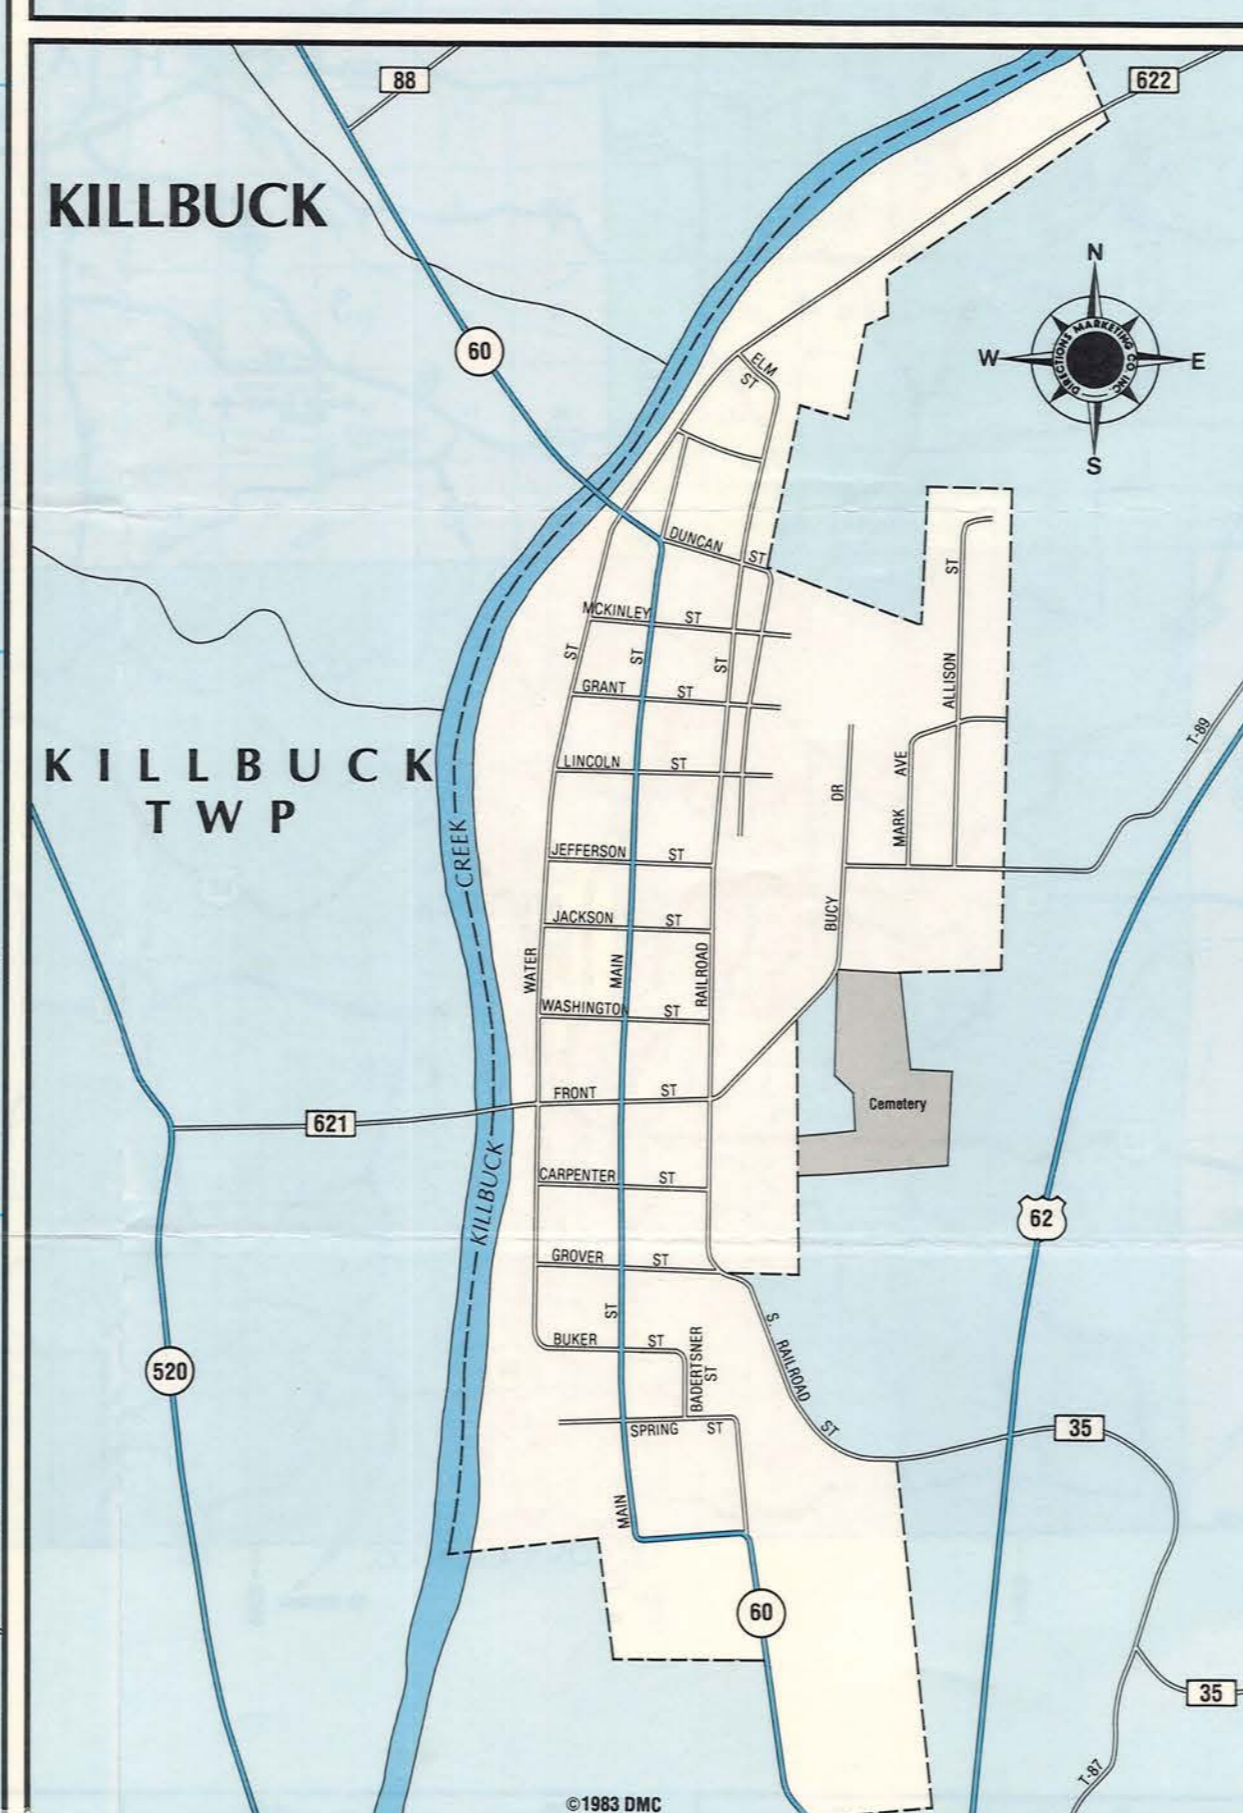 88
622
KILLBUCK
N
W
E
S
DIRECTIONS MARKETING CO INC.
60
ELM
ST
DUNCAN ST
MCKINLEY ST
ST
ST
ST
GRANT ST
ALLISON ST
T-89
LINCOLN ST
KILLBUCK
TWP
MARK AVE
BUCY DR
KILLBUCK CREEK
JEFFERSON ST
JACKSON ST
WATER
MAIN
RAILROAD
WASHINGTON ST
FRONT ST
Cemetery
621
CARPENTER ST
62
GROVER ST
ST
BUKER ST
BADERTSNER
ST
S. RAILROAD ST
520
SPRING ST
35
MAIN
60
35
T-87
©1983 DMC